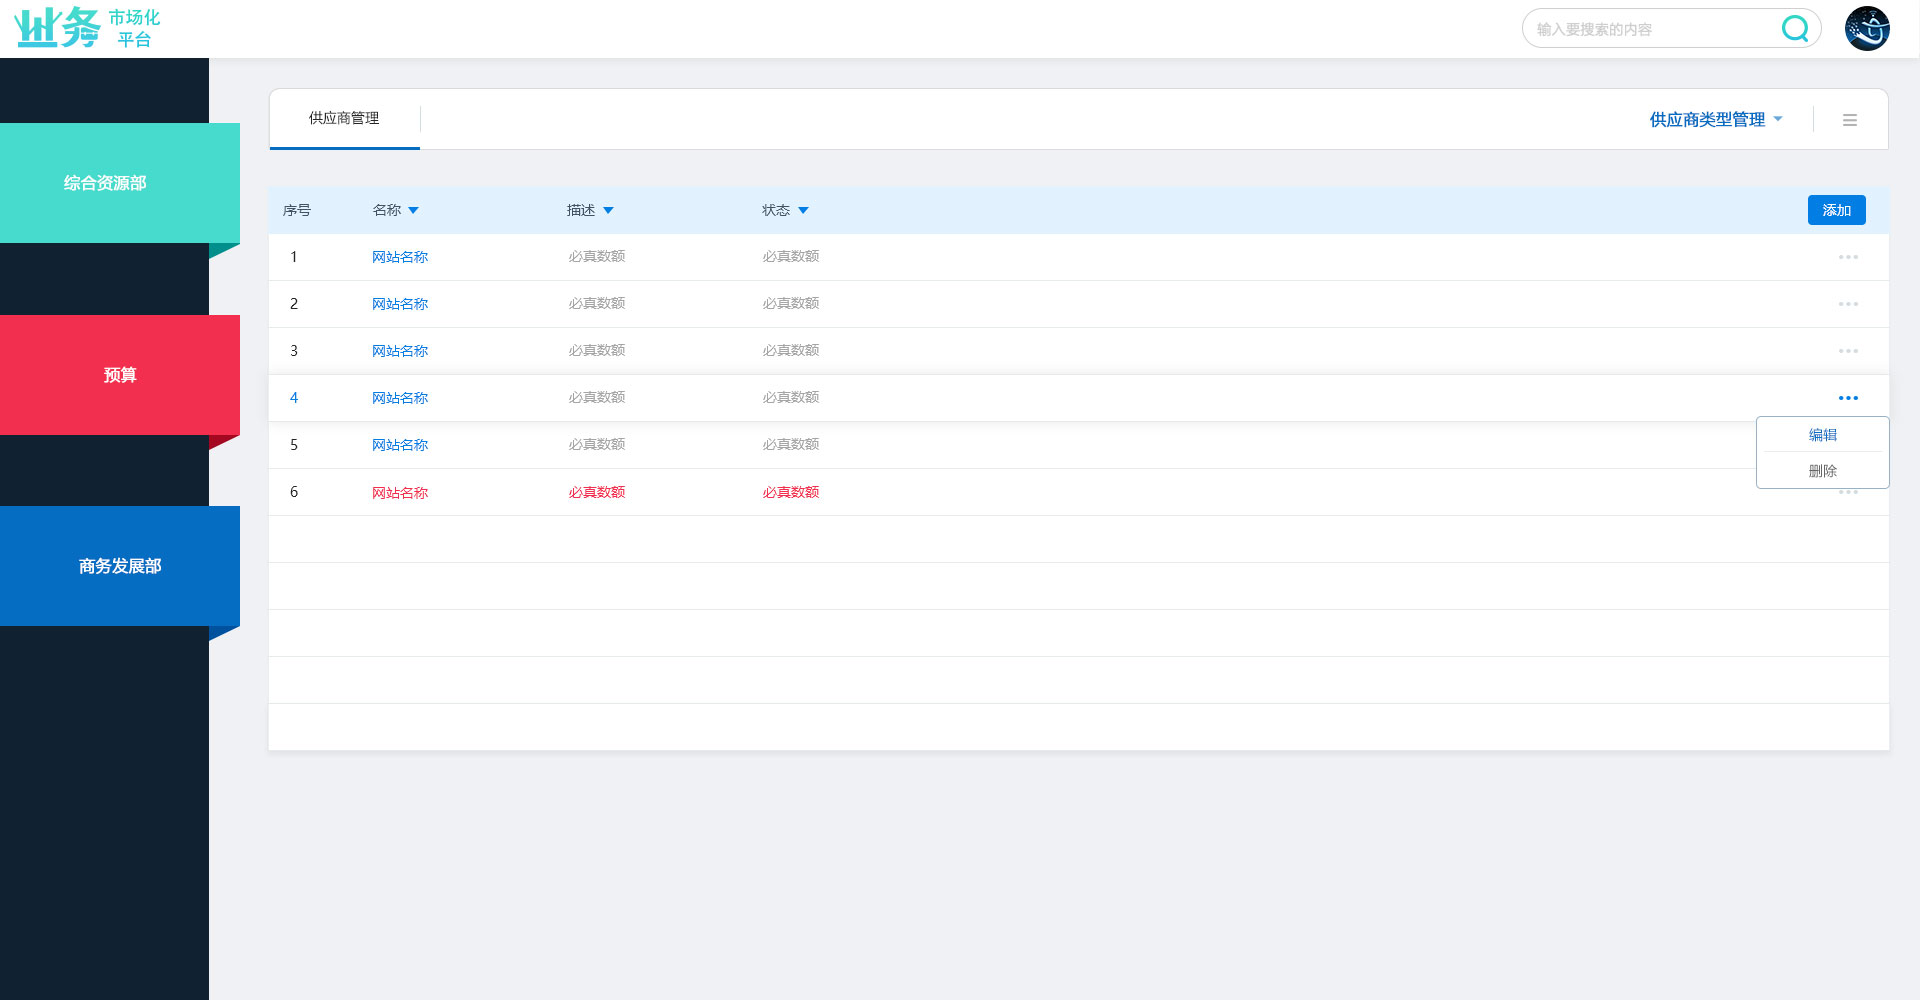 业务 市场化
平台
输入要搜索的内容
供应商管理
供应商类型管理
综合资源部
预算
商务发展部
序号 名称 描述 状态 添加
1 网站名称 必真数额 必真数额
2 网站名称 必真数额 必真数额
3 网站名称 必真数额 必真数额
4 网站名称 必真数额 必真数额
编辑
5 网站名称 必真数额 必真数额
删除
6 网站名称 必真数额 必真数额